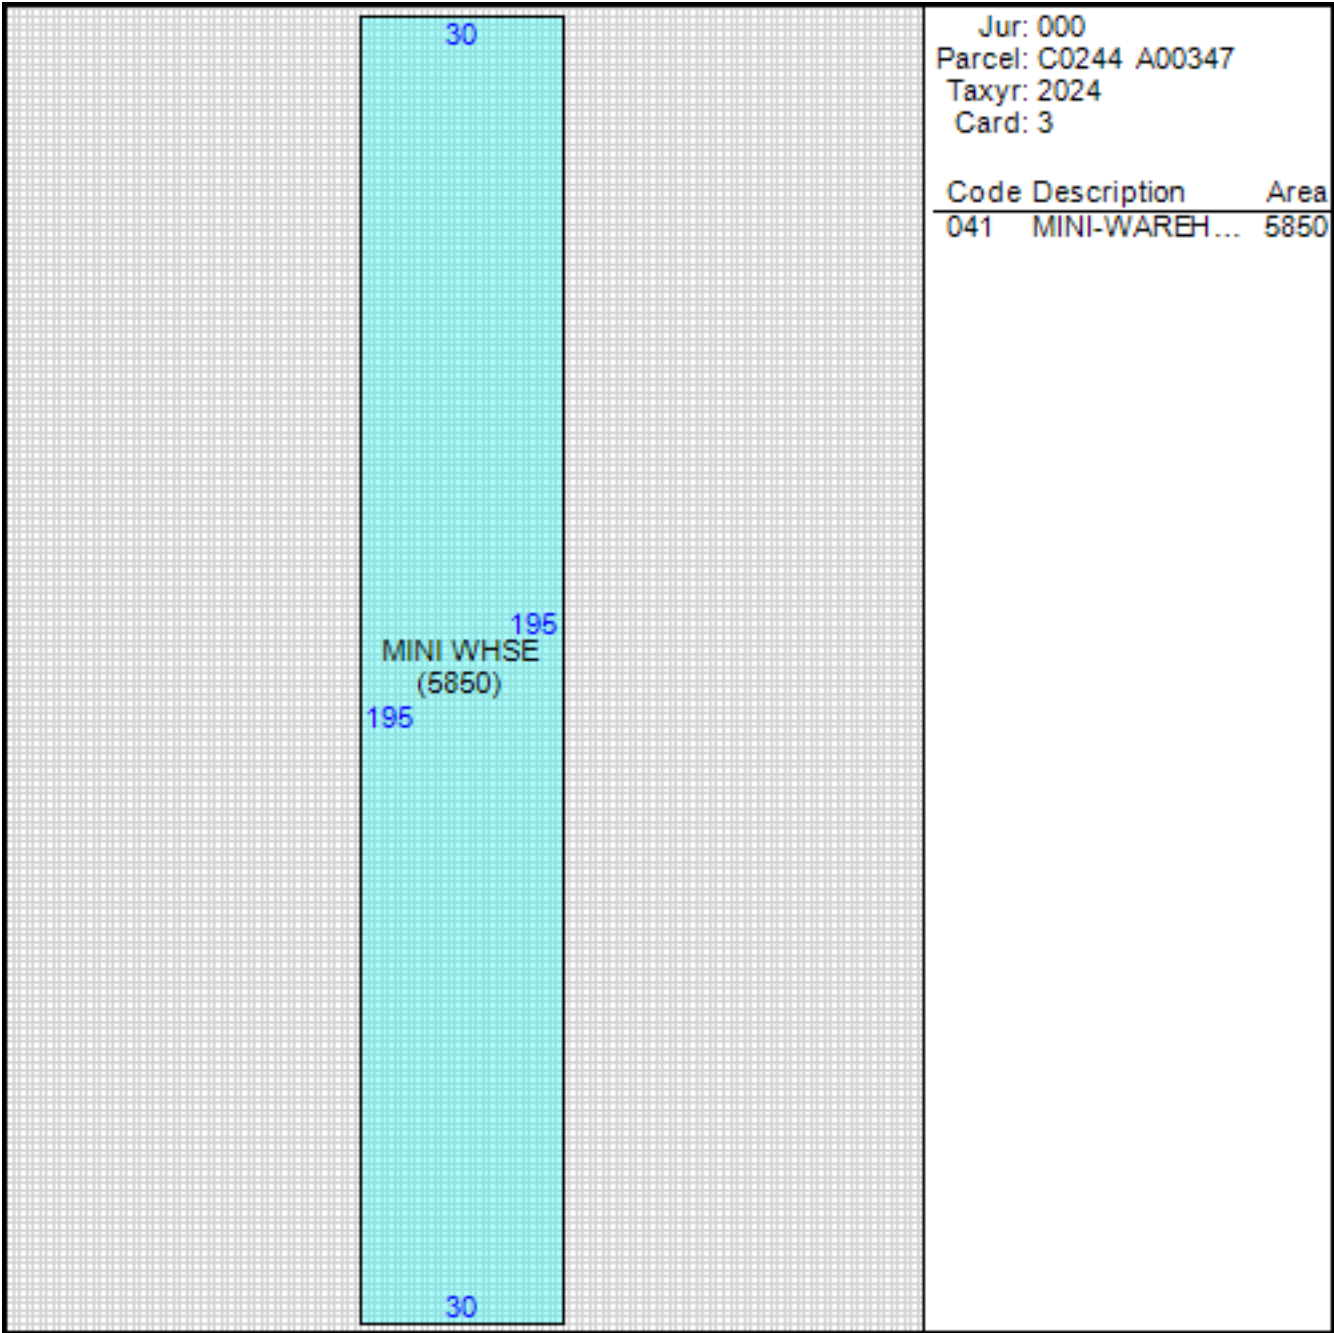 30
195
MINI WHSE
(5850)
195
30
Jur: 000
Parcel: C0244 A00347
Taxyr: 2024
Card: 3
Code Description Area
041 MINI-WAREH... 5850